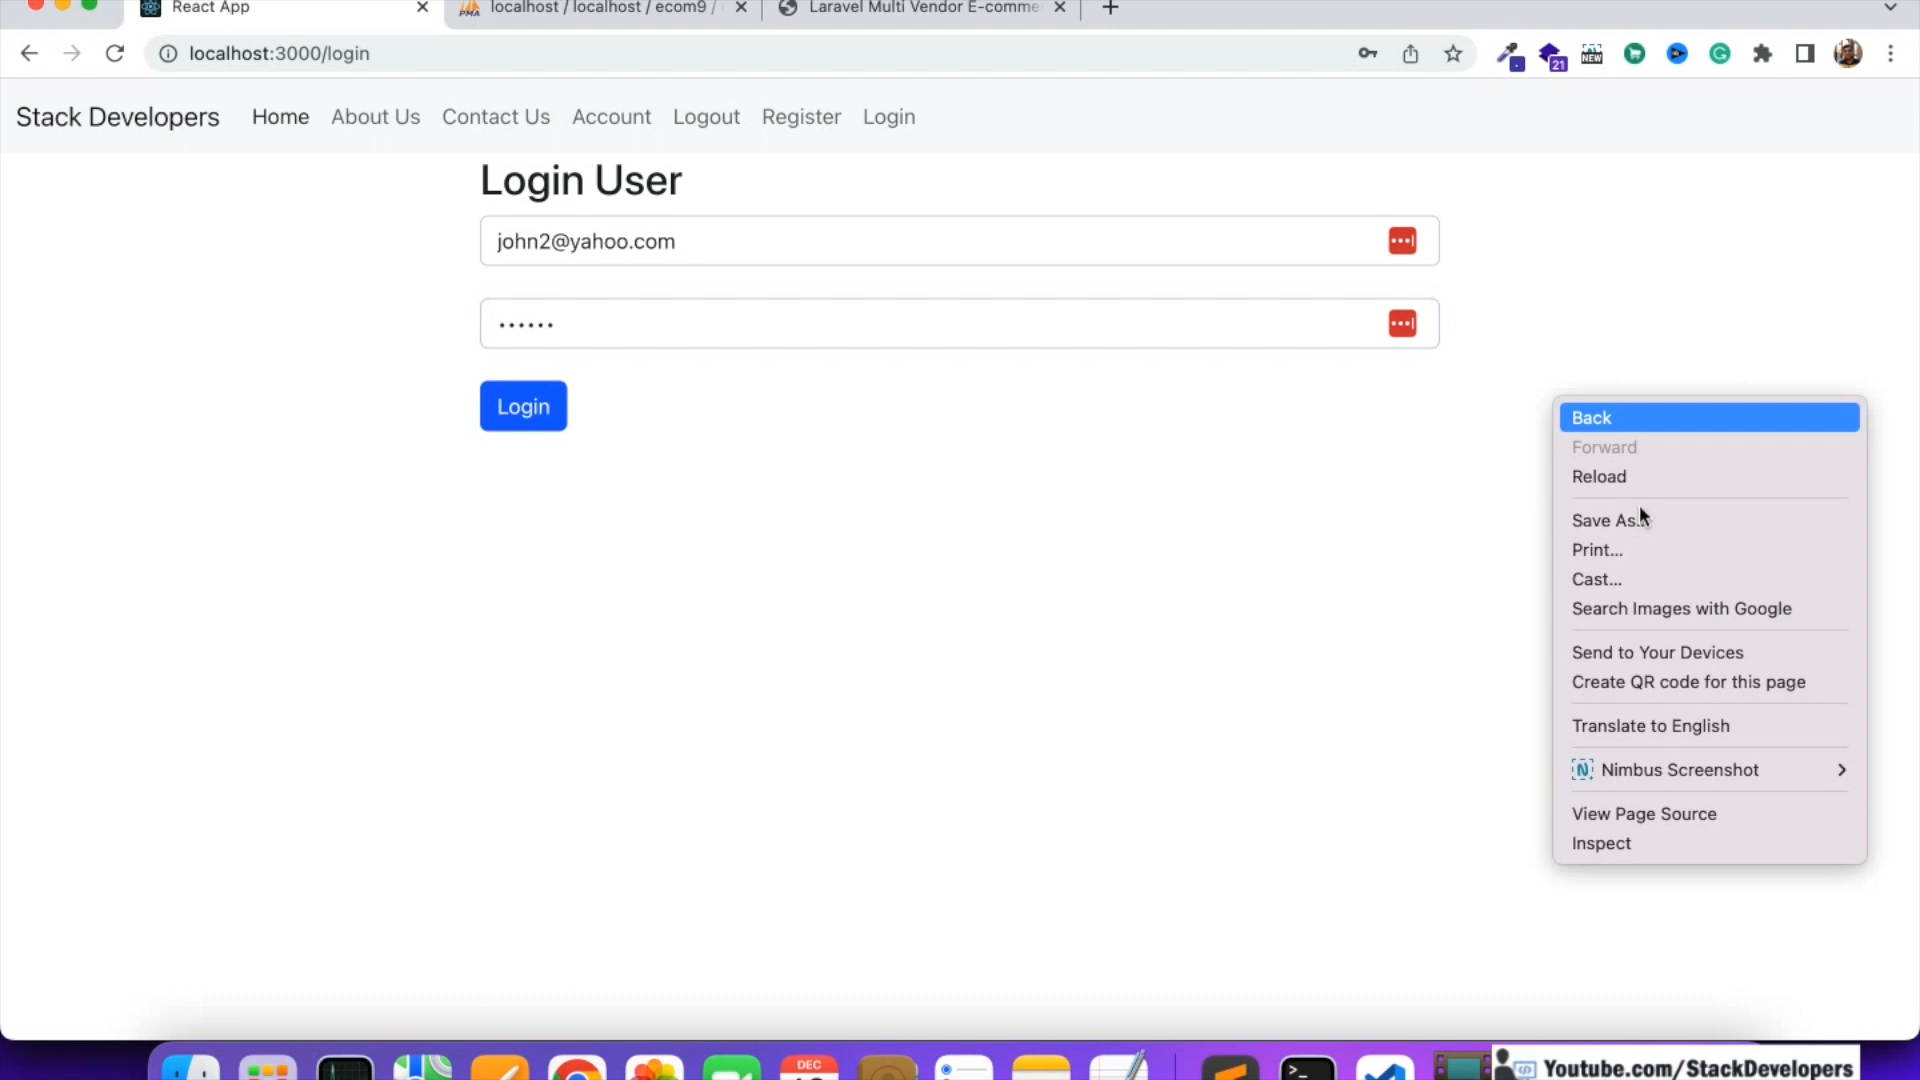 React App
localhost / localhost / ecom9 /
Laravel Multi Vendor E-comme
localhost:3000/login
21
NEW
Stack Developers Home About Us Contact Us Account Logout Register Login
Login User
john2@yahoo.com
••••••
Login
Back
Forward
Reload
Save As...
Print...
Cast...
Search Images with Google
Send to Your Devices
Create QR code for this page
Translate to English
Nimbus Screenshot
View Page Source
Inspect
DEC
Youtube.com/StackDevelopers